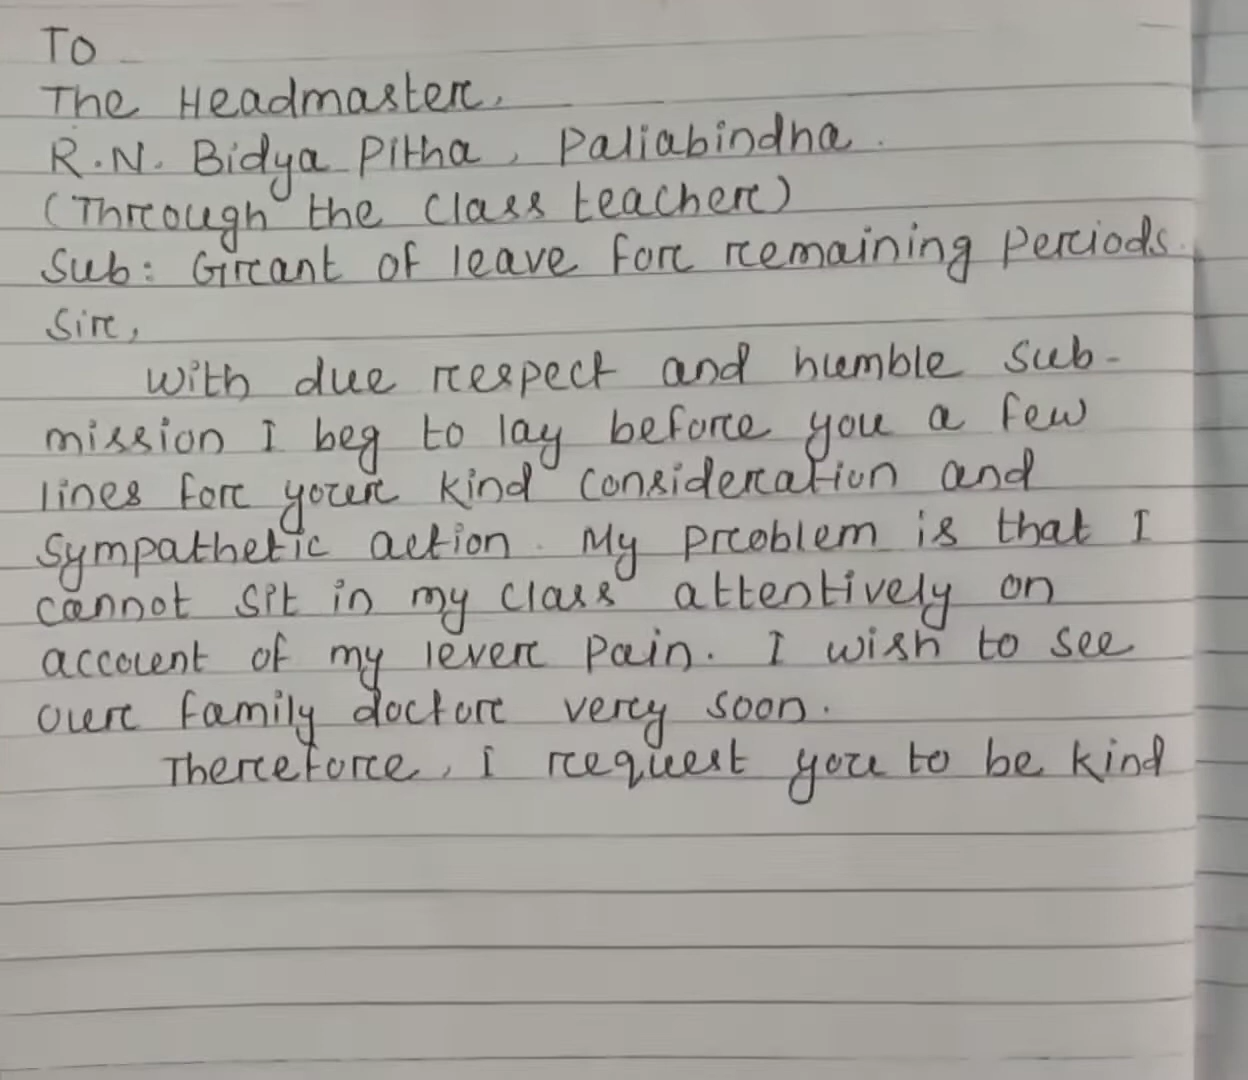 To
The Headmaster,
R.N. Bidya Pitha, Paliabindha.
(Through the Class teacher)
Sub: Grant of leave for remaining periods.
Sir,
With due respect and humble sub-
mission I beg to lay before you a few
lines for your kind consideration and
Sympathetic action. My problem is that I
cannot sit in my class attentively on
account of my lever pain. I wish to see
our family doctor very soon.
Therefore, I request you to be kind